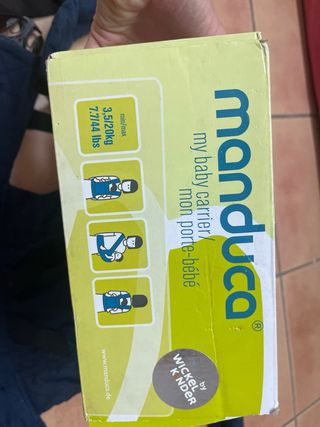 manduca®
my baby carrier/
mon porte-bébé
min/max
3,5/20kg
7.7/44 lbs
by
WICKEL
KINDER
www.manduca.de